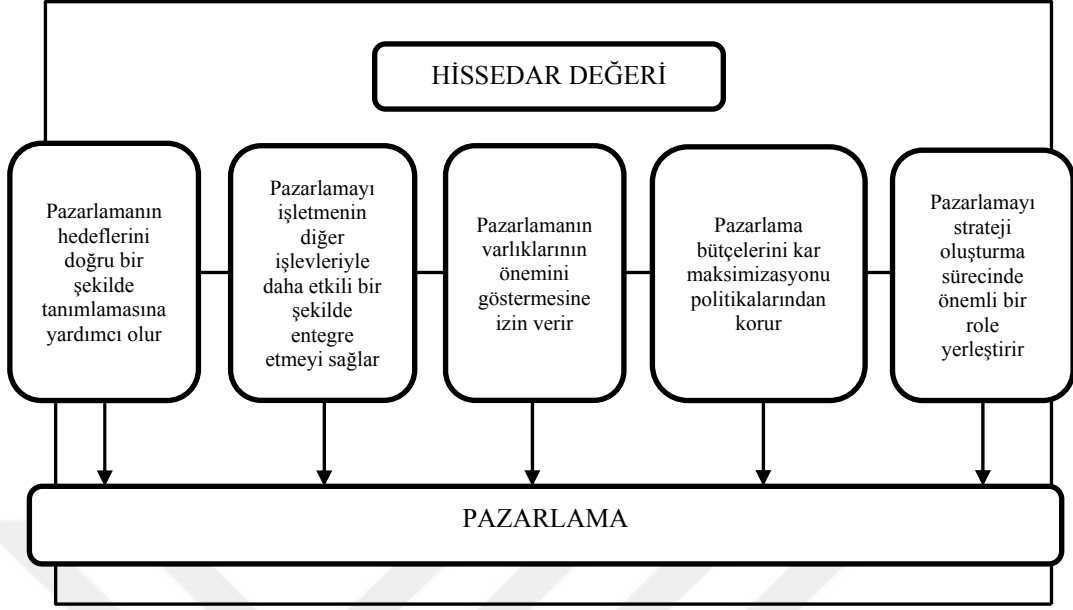 HİSSEDAR DEĞERİ
Pazarlamanın
hedeflerini
doğru bir
şekilde
tanımlamasına
yardımcı olur
Pazarlamayı
işletmenin
diğer
işlevleriyle
daha etkili bir
şekilde
entegre
etmeyi sağlar
Pazarlamanın
varlıklarının
önemini
göstermesine
izin verir
Pazarlama
bütçelerini kar
maksimizasyonu
politikalarından
korur
Pazarlamayı
strateji
oluşturma
sürecinde
önemli bir
role
yerleştirir
PAZARLAMA